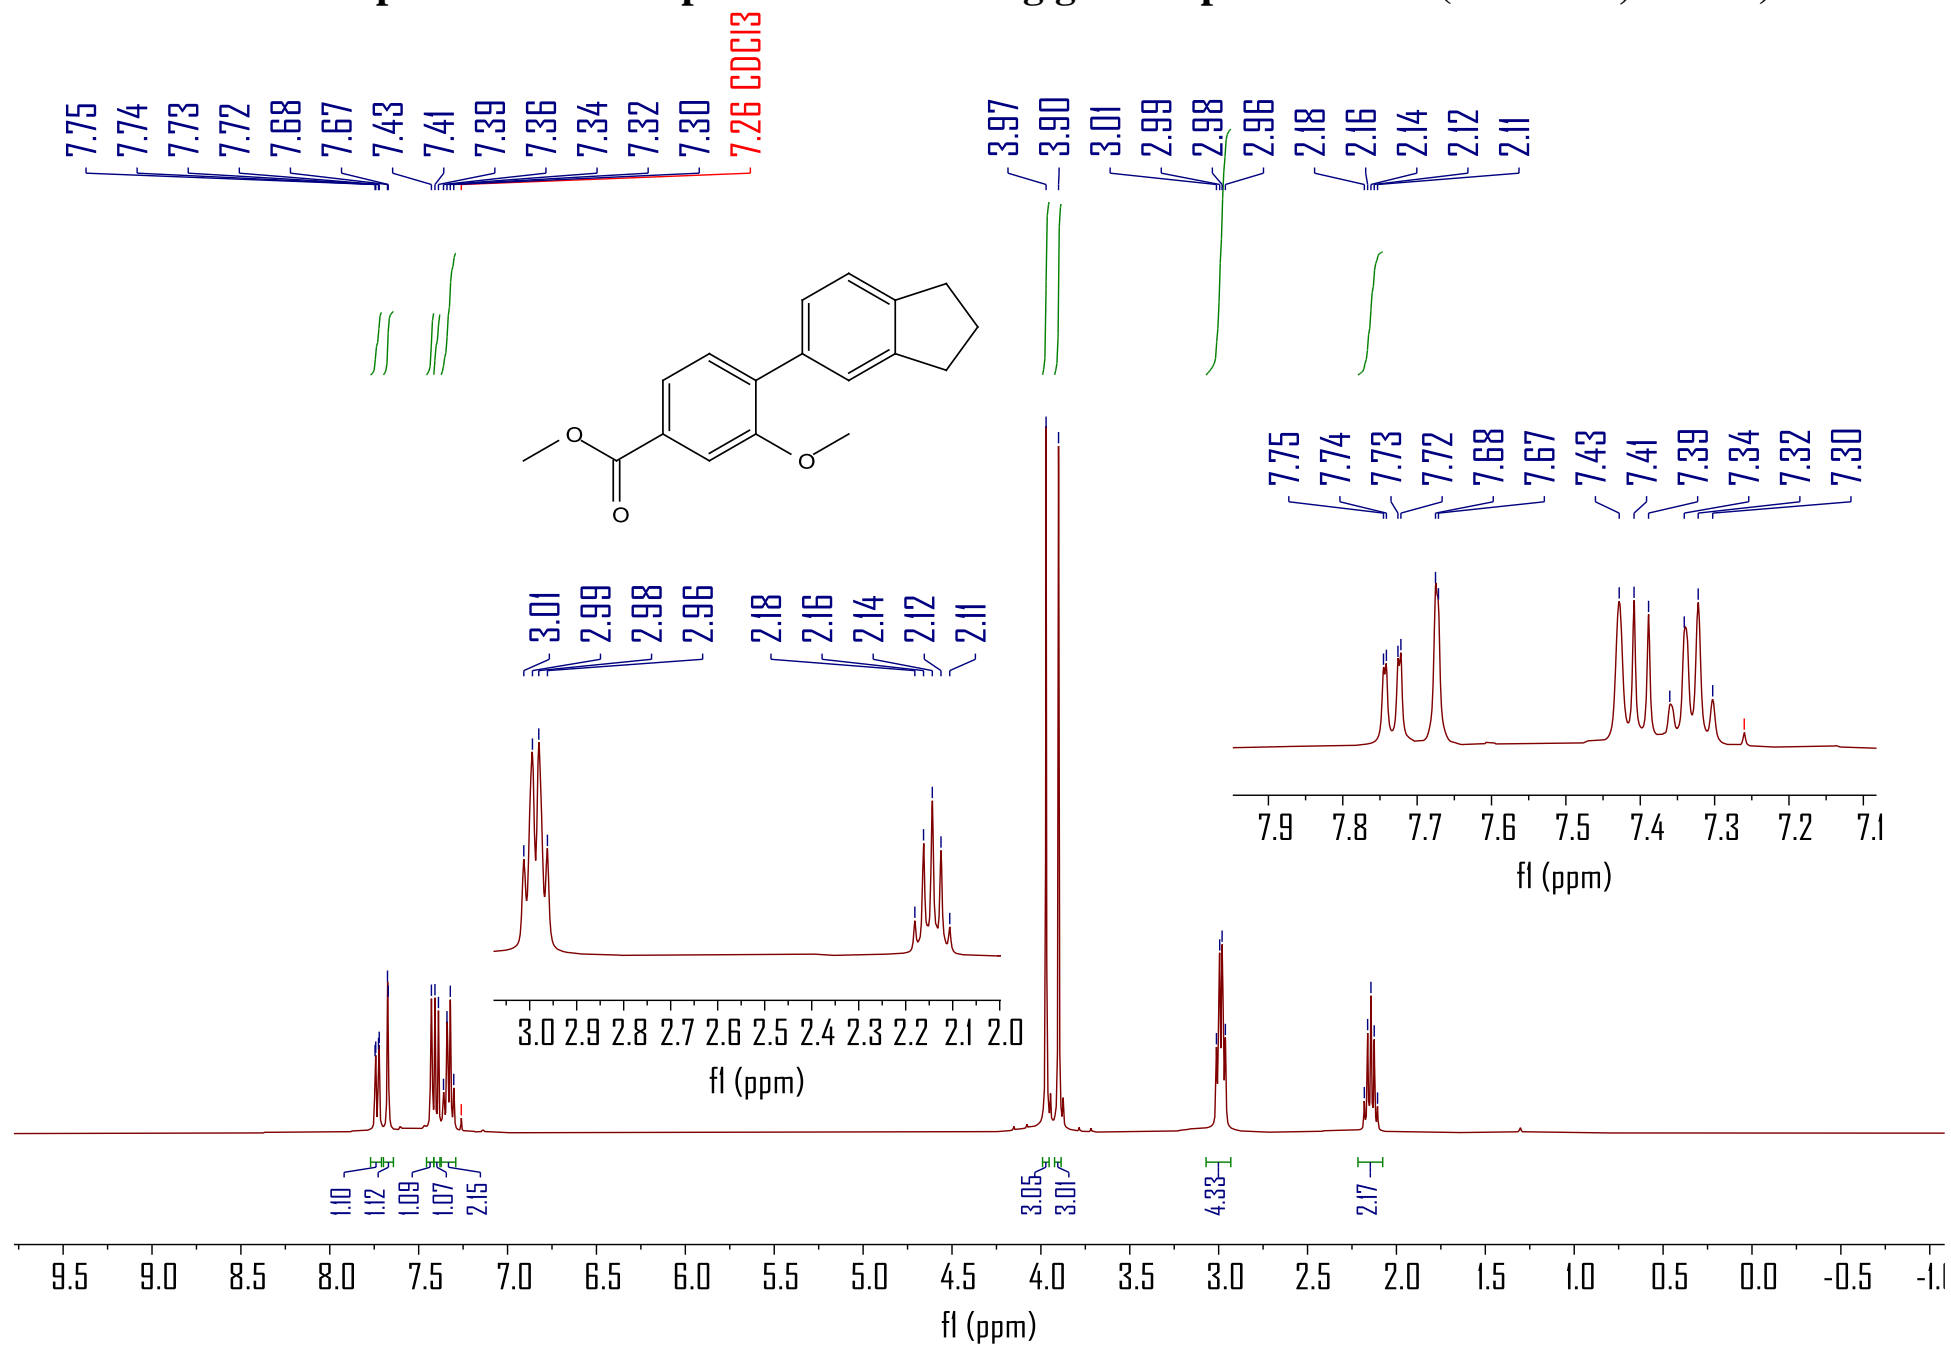 7.75 7.74 7.73 7.72 7.68 7.67 7.43 7.41 7.39 7.36 7.34 7.32 7.30 7.26 CDCl3
3.97 3.90 3.01 2.99 2.98 2.96 2.18 2.16 2.14 2.12 2.11
O
O
O
7.75 7.74 7.73 7.72 7.68 7.67 7.43 7.41 7.39 7.34 7.32 7.30
7.9 7.8 7.7 7.6 7.5 7.4 7.3 7.2 7.1
f1 (ppm)
3.01 2.99 2.98 2.96 2.18 2.16 2.14 2.12 2.11
3.0 2.9 2.8 2.7 2.6 2.5 2.4 2.3 2.2 2.1 2.0
f1 (ppm)
1.10 1.12 1.09 1.07 2.15 3.05 3.01 4.33 2.17
9.5 9.0 8.5 8.0 7.5 7.0 6.5 6.0 5.5 5.0 4.5 4.0 3.5 3.0 2.5 2.0 1.5 1.0 0.5 0.0 -0.5
f1 (ppm)